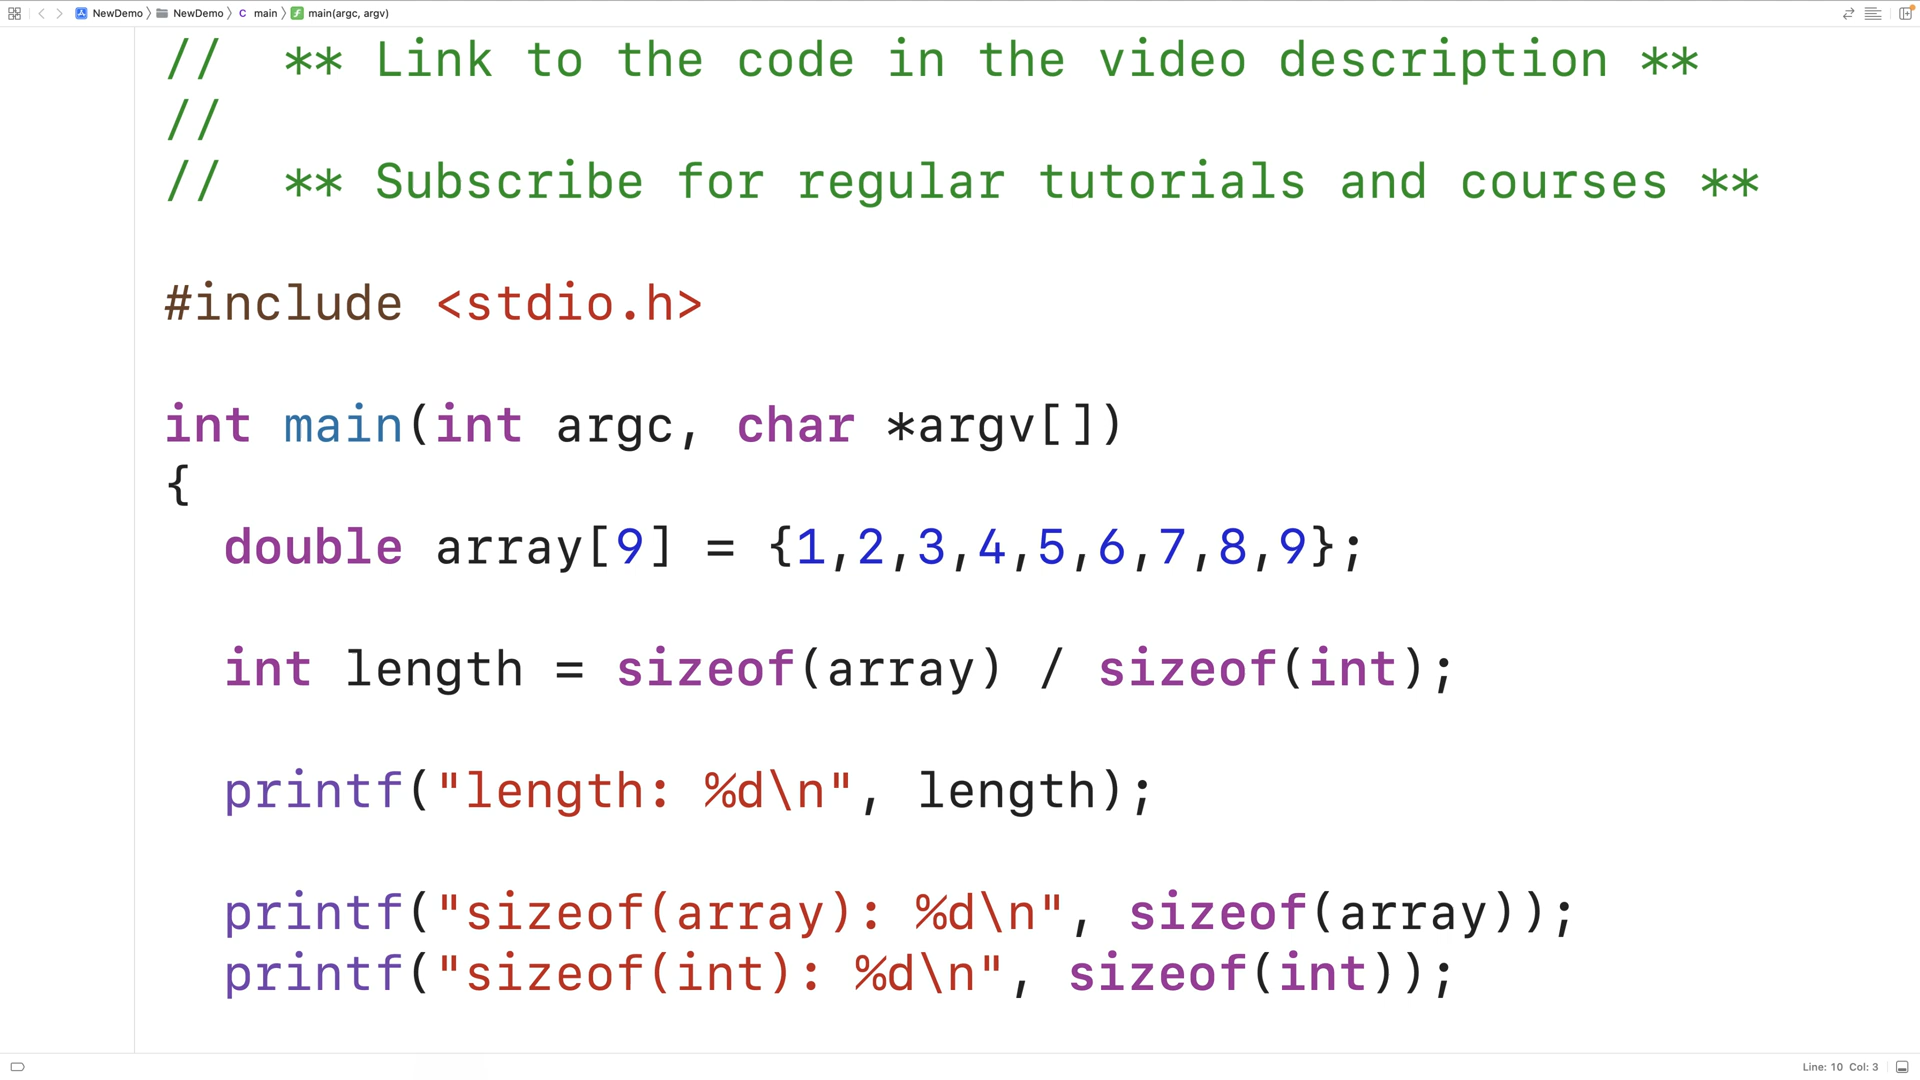 NewDemo NewDemo C main f main(argc, argv)
//  ** Link to the code in the video description **
//
//  ** Subscribe for regular tutorials and courses **
#include <stdio.h>
int main(int argc, char *argv[])
{
  double array[9] = {1,2,3,4,5,6,7,8,9};
  int length = sizeof(array) / sizeof(int);
  printf("length: %d\n", length);
  printf("sizeof(array): %d\n", sizeof(array));
  printf("sizeof(int): %d\n", sizeof(int));
Line: 10 Col: 3